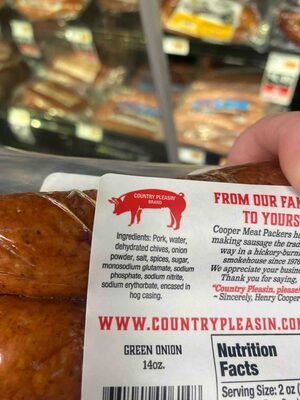 COUNTRY PLEASIN'
BRAND
Ingredients: Pork, water,
dehydrated chives, onion
powder, salt, spices, sugar,
monosodium glutamate, sodium
phosphate, sodium nitrite,
sodium erythorbate, encased in
hog casing.
FROM OUR FAM
TO YOURS
Cooper Meat Packers ha
making sausage the trad
way in a hickory-burni
smokehouse since 1976
We appreciate your busine
Thank you for saying,
"Country Pleasin, please
~ Sincerely, Henry Cooper
WWW.COUNTRYPLEASIN.CO
GREEN ONION
14oz.
Nutrition
Facts
Serving Size: 2 oz (